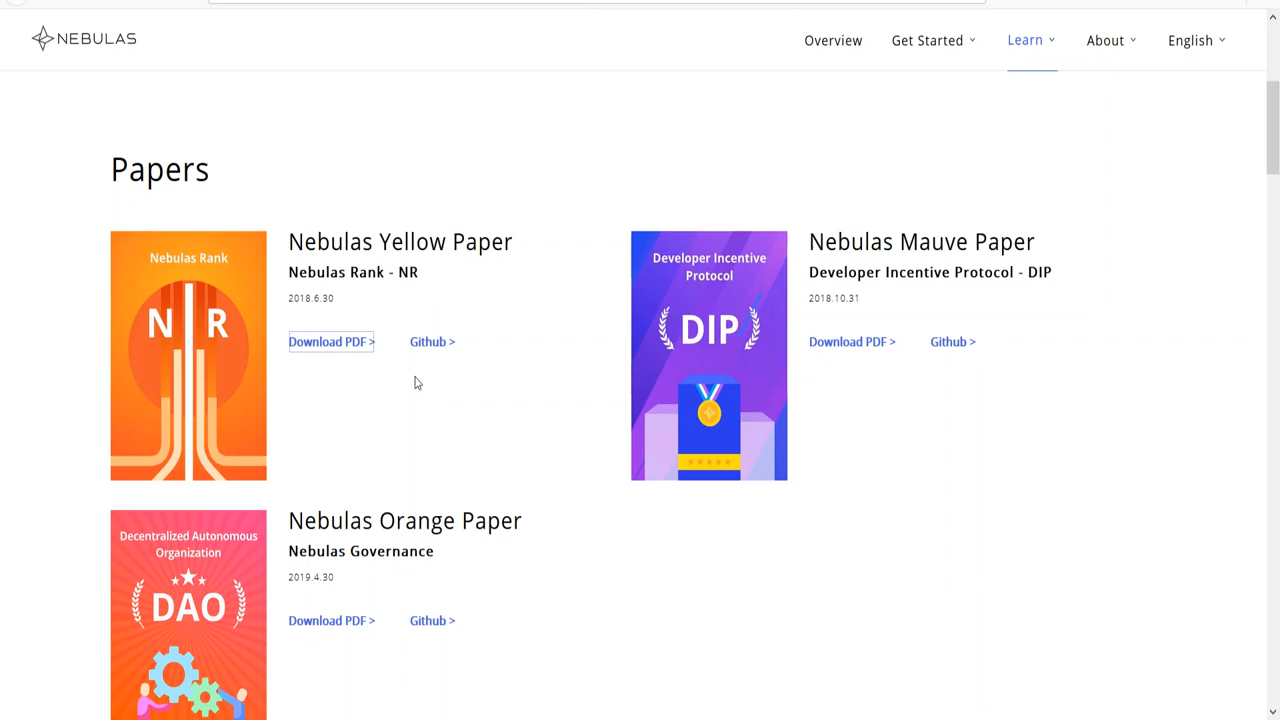 NEBULAS
Overview
Get Started
Learn
About
English
Papers
Nebulas Rank
N R
Nebulas Yellow Paper
Nebulas Rank - NR
2018.6.30
Download PDF >
Github >
Developer Incentive
Protocol
DIP
Nebulas Mauve Paper
Developer Incentive Protocol - DIP
2018.10.31
Download PDF >
Github >
Decentralized Autonomous
Organization
DAO
Nebulas Orange Paper
Nebulas Governance
2019.4.30
Download PDF >
Github >